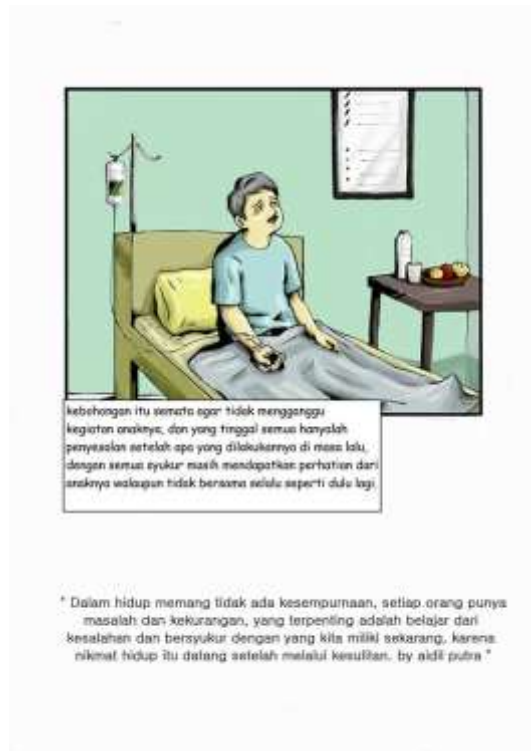 kebohongan itu semata agar tidak mengganggu
kegiatan anaknya, dan yang tinggal semua hanyalah
penyesalan setelah apa yang dilakukannya di masa lalu,
dengan semua syukur masih mendapatkan perhatian dari
anaknya walaupun tidak bersama selalu seperti dulu lagi
" Dalam hidup memang tidak ada kesempurnaan, setiap orang punya
masalah dan kekurangan, yang terpenting adalah belajar dari
kesalahan dan bersyukur dengan yang kita miliki sekarang, karena
nikmat hidup itu datang setelah melalui kesulitan. by aidil putra "